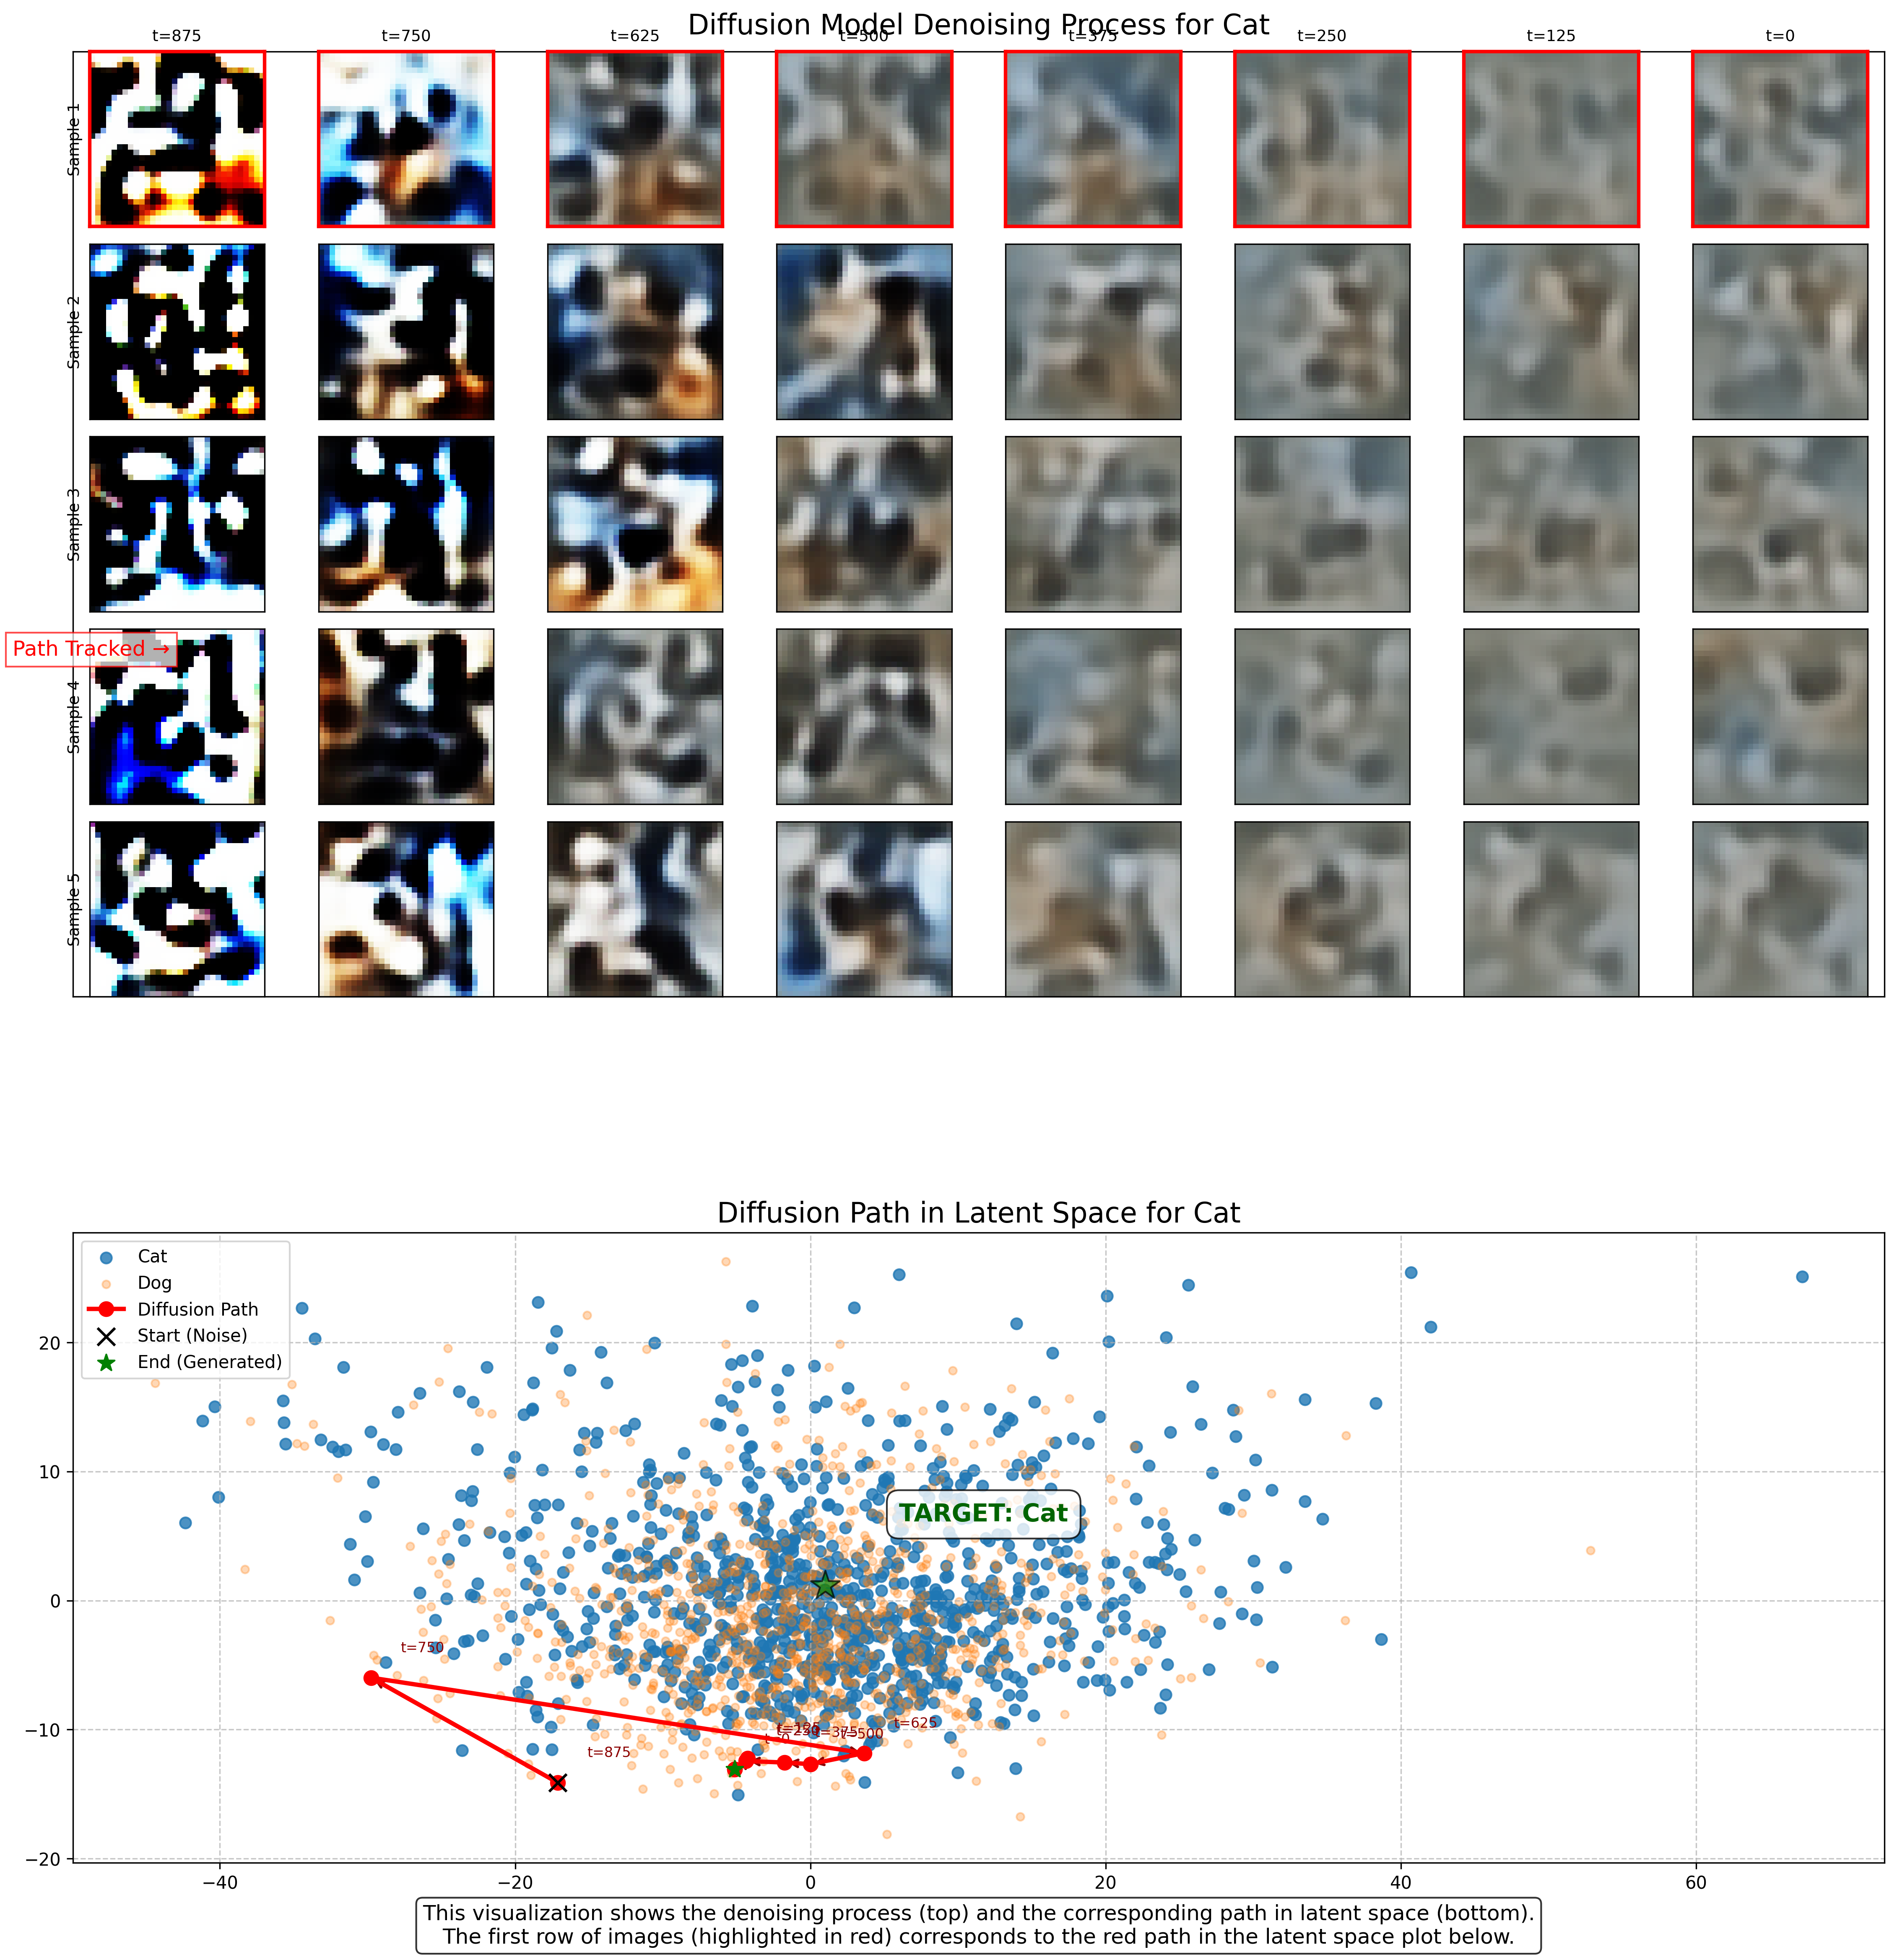 Diffusion Model Denoising Process for Cat
t=875
t=750
t=625
t=500
t=375
t=250
t=125
t=0
Sample 1
Sample 2
Sample 3
Path Tracked →
Sample 4
Sample 5
Diffusion Path in Latent Space for Cat
Cat
Dog
Diffusion Path
Start (Noise)
End (Generated)
TARGET: Cat
t=750
t=875
t=625
t=500
t=375
20
10
0
−10
−20
−40
−20
0
20
40
60
This visualization shows the denoising process (top) and the corresponding path in latent space (bottom).
The first row of images (highlighted in red) corresponds to the red path in the latent space plot below.